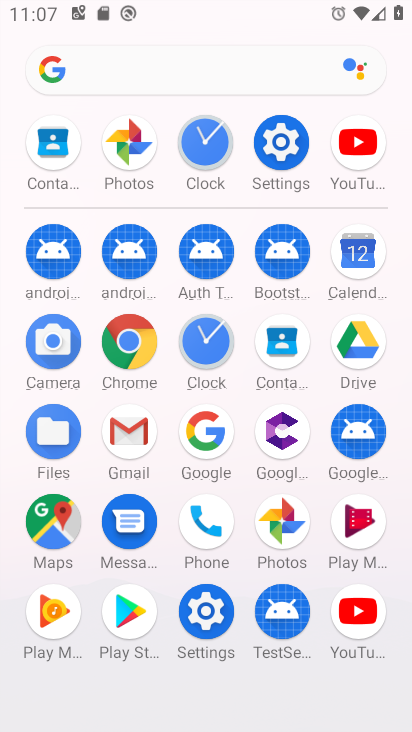 11:07
Conta... Photos Clock Settings YouTu...
androi... androi... Auth T... Bootst... Calend...
12
Camera Chrome Clock Conta... Drive
Files Gmail Google Googl... Google...
Maps Messa... Phone Photos Play M...
Play M... Play St... Settings TestSe... YouTu...